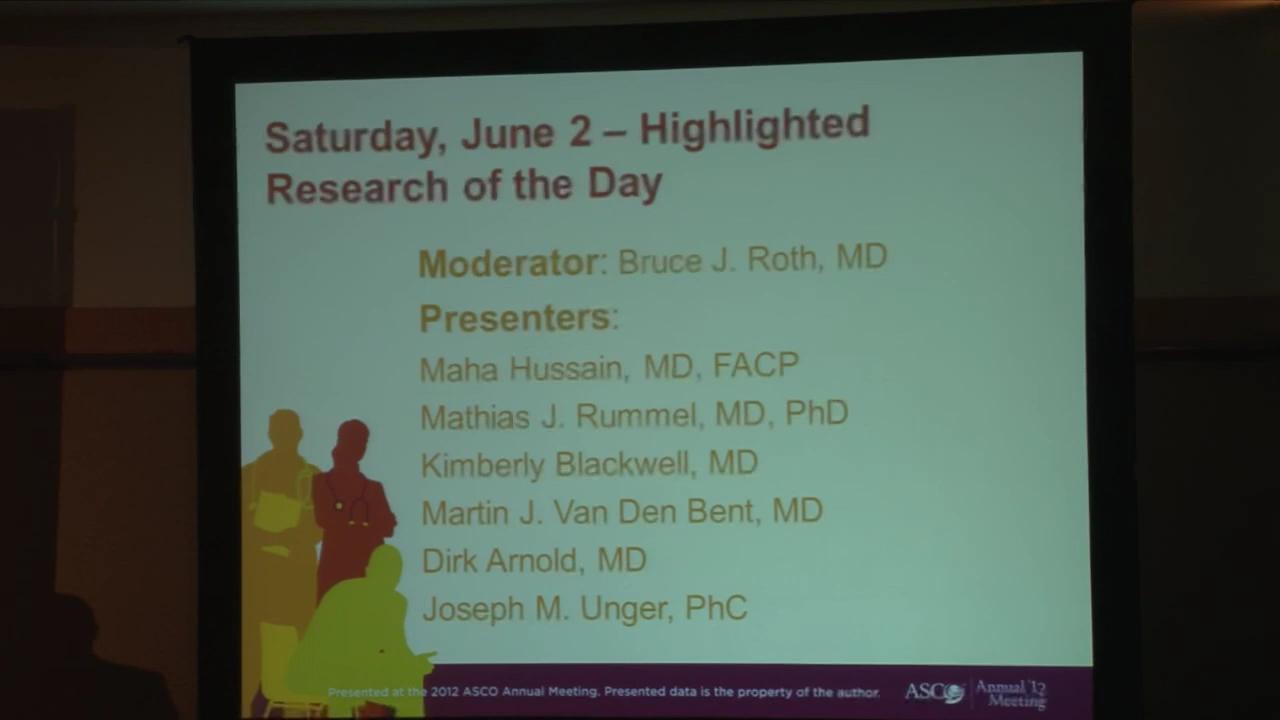 Saturday, June 2 – Highlighted
Research of the Day
Moderator: Bruce J. Roth, MD
Presenters:
Maha Hussain, MD, FACP
Mathias J. Rummel, MD, PhD
Kimberly Blackwell, MD
Martin J. Van Den Bent, MD
Dirk Arnold, MD
Joseph M. Unger, PhC
Presented at the 2012 ASCO Annual Meeting. Presented data is the property of the author.
ASCO
Annual '12
Meeting